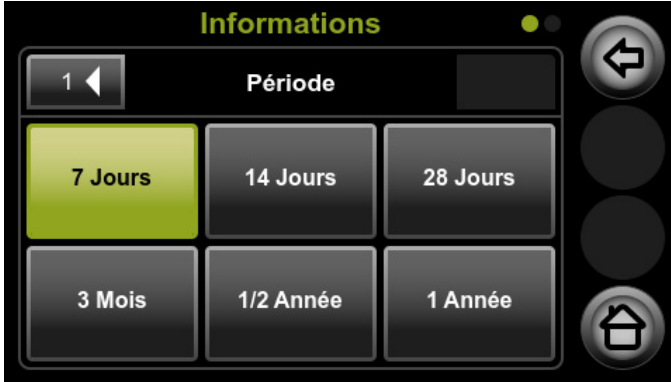 Informations
1 Période
7 Jours 14 Jours 28 Jours
3 Mois 1/2 Année 1 Année